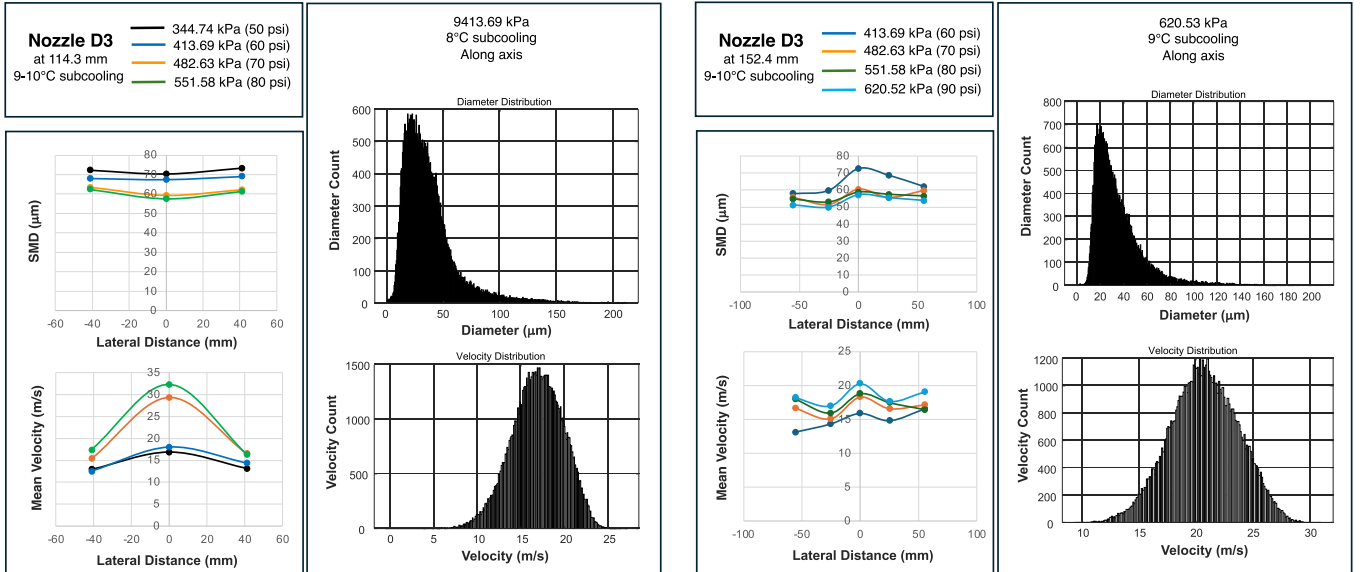 Nozzle D3
at 114.3 mm
9-10°C subcooling
344.74 kPa (50 psi)
413.69 kPa (60 psi)
482.63 kPa (70 psi)
551.58 kPa (80 psi)
SMD (μm)
80
70
60
50
40
30
20
10
0
-60
-40
-20
0
20
40
60
Lateral Distance (mm)
Mean Velocity (m/s)
35
30
25
20
15
10
5
0
-60
-40
-20
0
20
40
60
Lateral Distance (mm)
9413.69 kPa
8°C subcooling
Along axis
Diameter Distribution
Diameter Count
600
500
400
300
200
100
0
0
50
100
150
200
Diameter (μm)
Velocity Distribution
Velocity Count
1500
1000
500
0
0
5
10
15
20
25
Velocity (m/s)
Nozzle D3
at 152.4 mm
9-10°C subcooling
413.69 kPa (60 psi)
482.63 kPa (70 psi)
551.58 kPa (80 psi)
620.52 kPa (90 psi)
SMD (μm)
80
70
60
50
40
30
20
10
0
-100
-50
0
50
100
Lateral Distance (mm)
Mean Velocity (m/s)
25
20
15
10
5
0
-100
-50
0
50
100
Lateral Distance (mm)
620.53 kPa
9°C subcooling
Along axis
Diameter Distribution
Diameter Count
800
700
600
500
400
300
200
100
0
0
20
40
60
80
100
120
140
160
180
200
Diameter (μm)
Velocity Distribution
Velocity Count
1200
1000
800
600
400
200
0
10
15
20
25
30
Velocity (m/s)